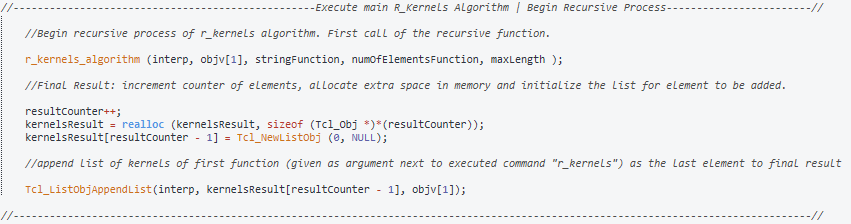 //--------------------------------------------------Execute main R_Kernels Algorithm | Begin Recursive Process------------------------//
//Begin recursive process of r_kernels algorithm. First call of the recursive function.
r_kernels_algorithm (interp, objv[1], stringFunction, numOfElementsFunction, maxLength );
//Final Result: increment counter of elements, allocate extra space in memory and initialize the list for element to be added.
resultCounter++;
kernelsResult = realloc (kernelsResult, sizeof (Tcl_Obj *)*(resultCounter));
kernelsResult[resultCounter - 1] = Tcl_NewListObj (0, NULL);
//append list of kernels of first function (given as argument next to executed command "r_kernels") as the last element to final result
Tcl_ListObjAppendList(interp, kernelsResult[resultCounter - 1], objv[1]);
//-----------------------------------------------------------------------------------------------------------------------------------//